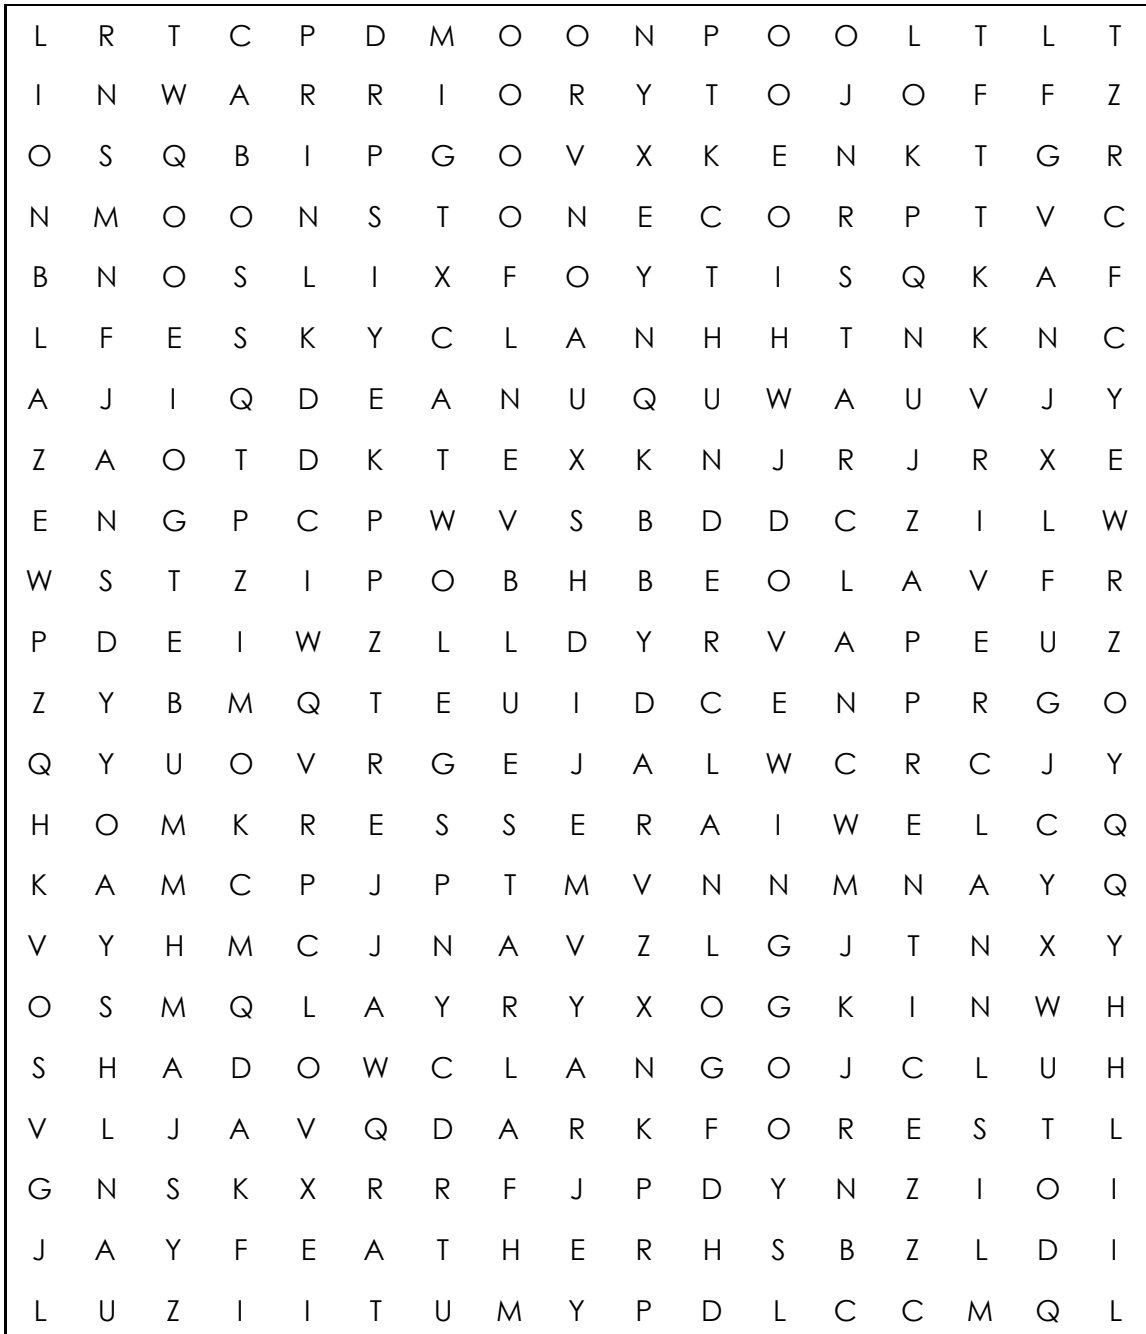 L R T C P D M O O N P O O L T L T
I N W A R R I O R Y T O J O F F Z
O S Q B I P G O V X K E N K T G R
N M O O N S T O N E C O R P T V C
B N O S L I X F O Y T I S Q K A F
L F E S K Y C L A N H H T N K N C
A J I Q D E A N U Q U W A U V J Y
Z A O T D K T E X K N J R J R X E
E N G P C P W V S B D D C Z I L W
W S T Z I P O B H B E O L A V F R
P D E I W Z L L D Y R V A P E U Z
Z Y B M Q T E U I D C E N P R G O
Q Y U O V R G E J A L W C R C J Y
H O M K R E S S E R A I W E L C Q
K A M C P J P T M V N N M N A Y Q
V Y H M C J N A V Z L G J T N X Y
O S M Q L A Y R Y X O G K I N W H
S H A D O W C L A N G O J C L U H
V L J A V Q D A R K F O R E S T L
G N S K X R R F J P D Y N Z I O I
J A Y F E A T H E R H S B Z L D I
L U Z I I T U M Y P D L C C M Q L